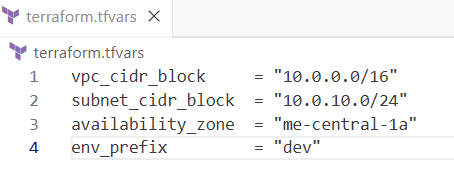 terraform.tfvars
terraform.tfvars
1 vpc_cidr_block = "10.0.0.0/16"
2 subnet_cidr_block = "10.0.10.0/24"
3 availability_zone = "me-central-1a"
4 env_prefix = "dev"